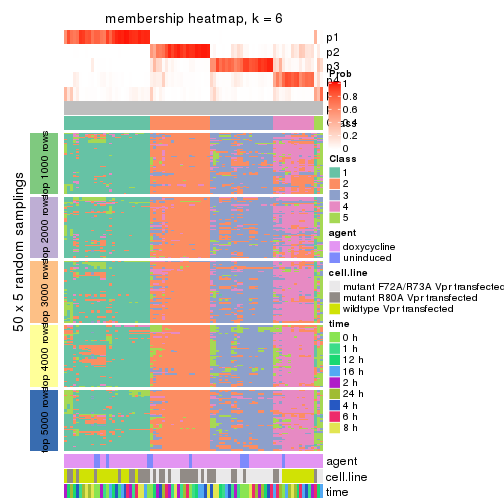 membership heatmap, k = 6
p1
p2
p3
p4
Prob
1
0.8
0.6
0.4
0.2
0
Class
1
2
3
4
5
agent
doxycycline
uninduced
cell.line
mutant F72A/R73A Vpr transfected
mutant R80A Vpr transfected
wildtype Vpr transfected
time
0 h
1 h
12 h
16 h
2 h
24 h
4 h
6 h
8 h
50 x 5 random samplings
top 1000 rows
top 2000 rows
top 3000 rows
top 4000 rows
top 5000 rows
agent
cell.line
time